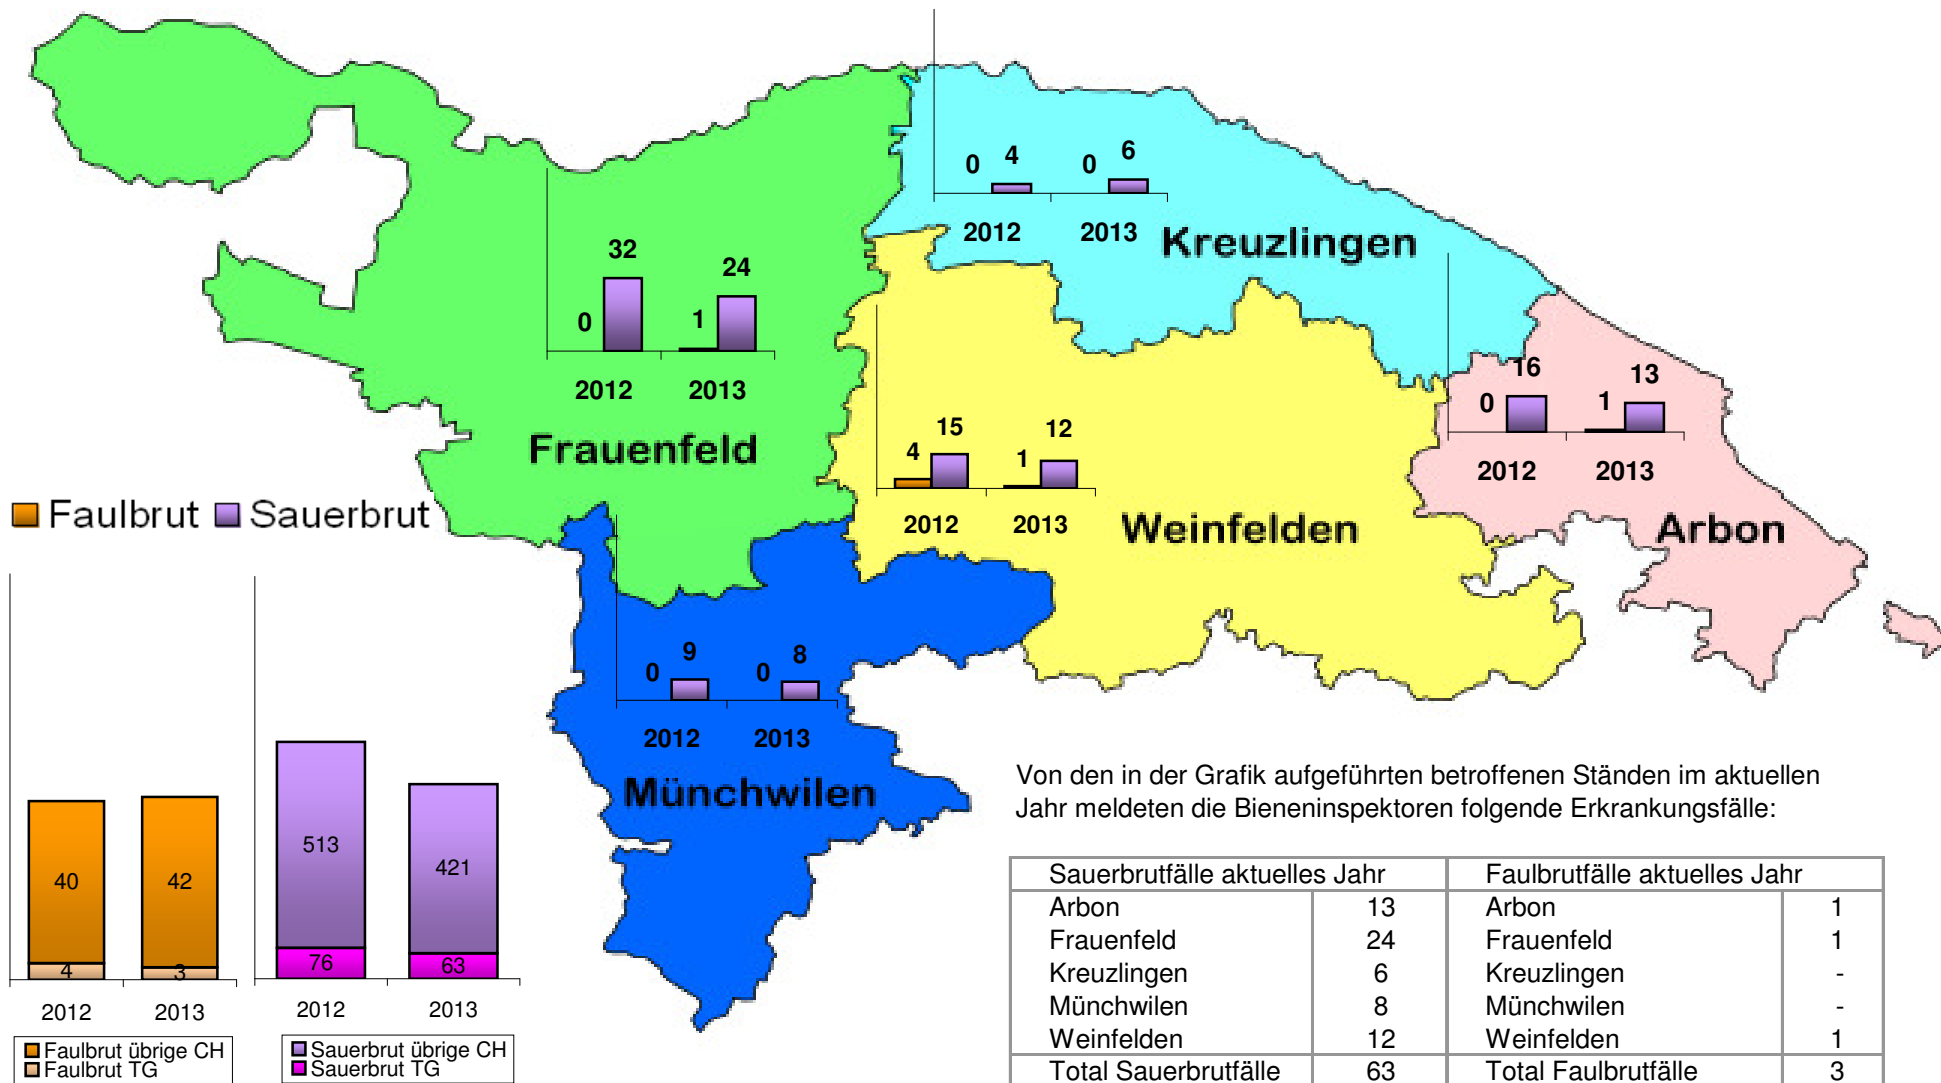 0 4 0 6
2012 2013
Kreuzlingen
32 24
0 1
2012 2013
Frauenfeld
16 13
0 1
2012 2013
Arbon
15 12
4 1
2012 2013
Weinfelden
Faulbrut Sauerbrut
9 8
0 0
2012 2013
Münchwilen
40 42
4 3
2012 2013
Faulbrut übrige CH
Faulbrut TG
513 421
76 63
2012 2013
Sauerbrut übrige CH
Sauerbrut TG
Von den in der Grafik aufgeführten betroffenen Ständen im aktuellen
Jahr meldeten die Bieneninspektoren folgende Erkrankungsfälle:
Sauerbrutfälle aktuelles Jahr Faulbrutfälle aktuelles Jahr
Arbon 13 Arbon 1
Frauenfeld 24 Frauenfeld 1
Kreuzlingen 6 Kreuzlingen -
Münchwilen 8 Münchwilen -
Weinfelden 12 Weinfelden 1
Total Sauerbrutfälle 63 Total Faulbrutfälle 3